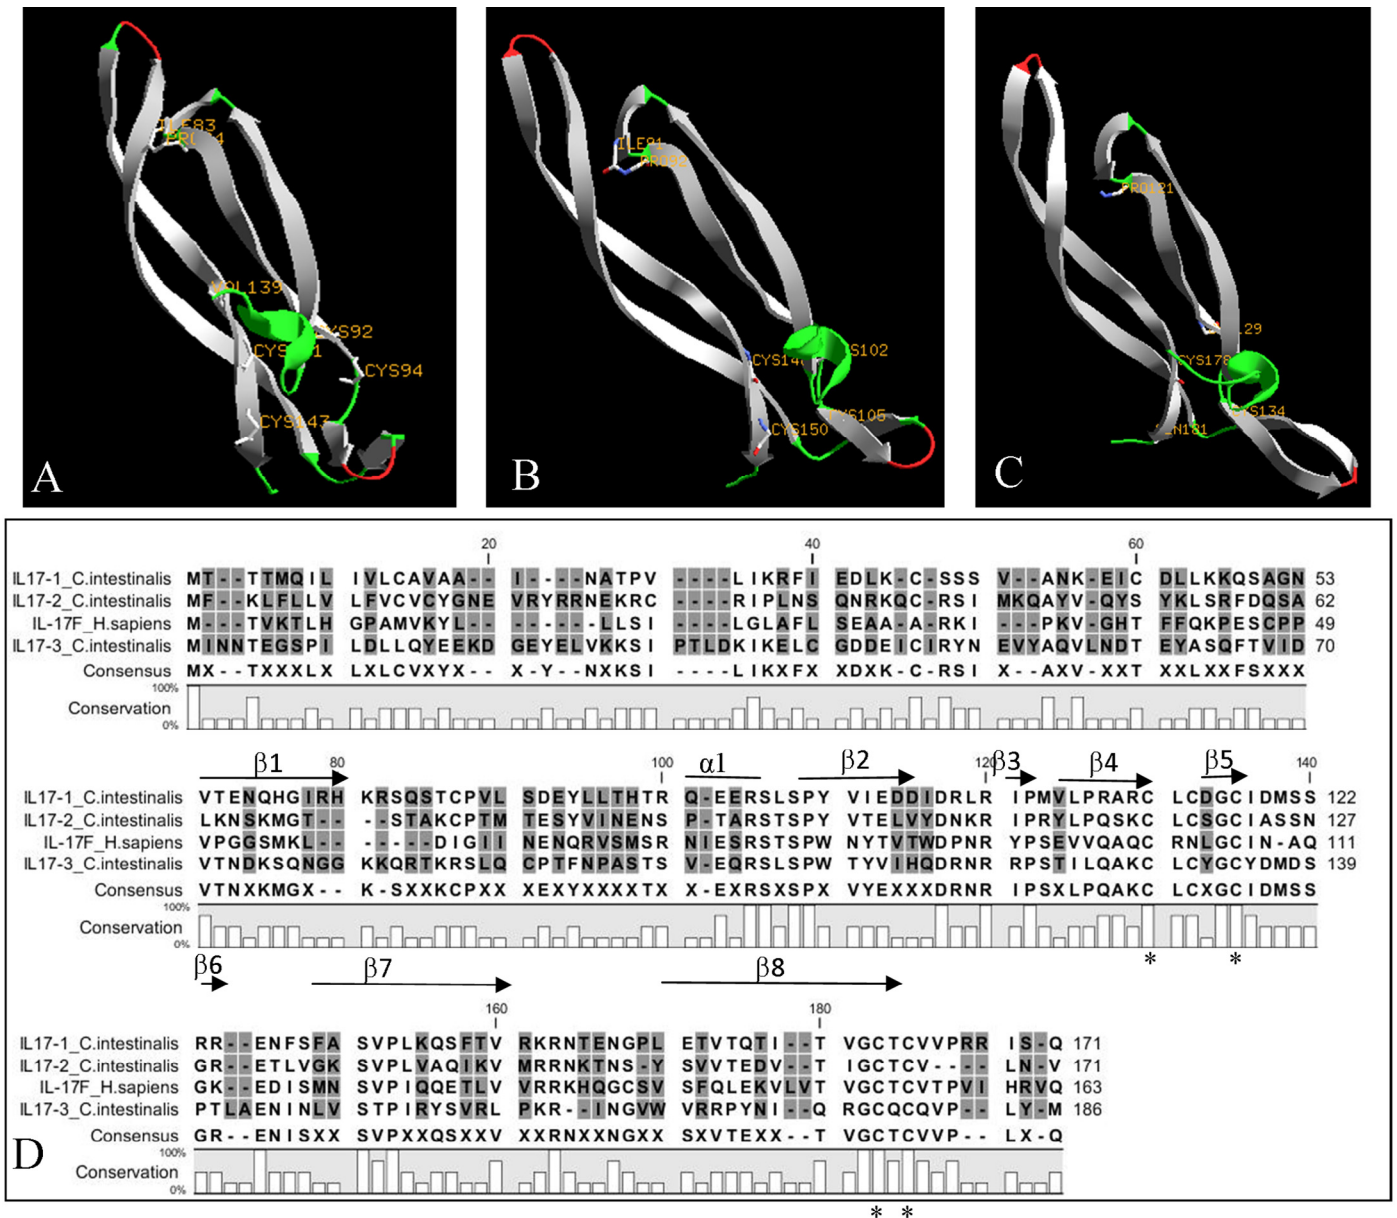 ILE83
VAL139
CYS92
CYS94
CYS147
A
ILE91
PRO92
S102
CYS105
CYS150
B
PRO121
29
CYS178
CYS134
C
20 40 60
IL17-1_C.intestinalis MT--TTMQIL IVLCAVAA-- I----NATPV ----LIKRFI EDLK-C-SSS V--ANK-EIC DLLKKQSAGN 53
IL17-2_C.intestinalis MF--KLFLLV LFVCVCYGNE VRYRRNEKRC ----RIPLNS QNRKQC-RSI MKQAYV-QYS YKLSRFDQSA 62
IL-17F_H.sapiens M---TVKTLH GPAMVKYL-- ------LLSI ----LGLAFL SEAA-A-RKI ---PKV-GHT FFQKPESCPP 49
IL17-3_C.intestinalis MINNTEGSPI LDLLQYEEKD GEYELVKKSI PTLDKIKELC GDDEICIRYN EVYAQVLNDT EYASQFTVID 70
Consensus MX--TXXXLX LXLCVXYX-- X-Y--NXKSI ----LIKXFX XDXK-C-RSI X--AXV-XXT XXLXXFSXXX
100%
Conservation
0%
β1 80 100 α1 β2 120 β3 β4 β5 140
IL17-1_C.intestinalis VTENQHGIRH KRSQSTCPVL SDEYLLTHTR Q-EERSLSPY VIEDDIDRLR IPMVLPRARC LCDGCIDMSS 122
IL17-2_C.intestinalis LKNSKMGT-- --STAKCPTM TESYVINENS P-TARSTSPY VTELVYDNKR IPRYLPQSKC LCSGCIASSN 127
IL-17F_H.sapiens VPGGSMKL-- -----DIGII NENQRVSMSR NIESRSTSPW NYTVTWDPNR YPSEVVQAQC RNLGCIN-AQ 111
IL17-3_C.intestinalis VTNDKSQNGG KKQRTKRSLQ CPTFNPASTS V-EQRSLSPW TYVIHQDRNR RPSTILQAKC LCYGCYDMDS 139
Consensus VTNXKMGX-- K-SXXKCPXX XEXYXXXXTX X-EXRSXSPX VYEXXXDRNR IPSXLPQAKC LCXGCIDMSS
100%
Conservation
0%
* *
β6 β7 β8
160 180
IL17-1_C.intestinalis RR--ENFSFA SVPLKQSFTV RKRNTENGPL ETVTQTI--T VGCTCVVPRR IS-Q 171
IL17-2_C.intestinalis GR--ETLVGK SVPLVAQIKV MRRNKTNS-Y SVVTEDV--T IGCTCV---- LN-V 171
IL-17F_H.sapiens GK--EDISMN SVPIQQETLV VRRKHQGCSV SFQLEKVLVT VGCTCVTPVI HRVQ 163
IL17-3_C.intestinalis PTLAENINLV STPIRYSVRL PKR--INGVW VRRPYNI--Q RGCQCQVP-- LY-M 186
Consensus GR--ENISXX SVPXXQSXXV XXRNXXNGXX SXVTEXX--T VGCTCVVP-- LX-Q
100%
Conservation
0%
* *
D